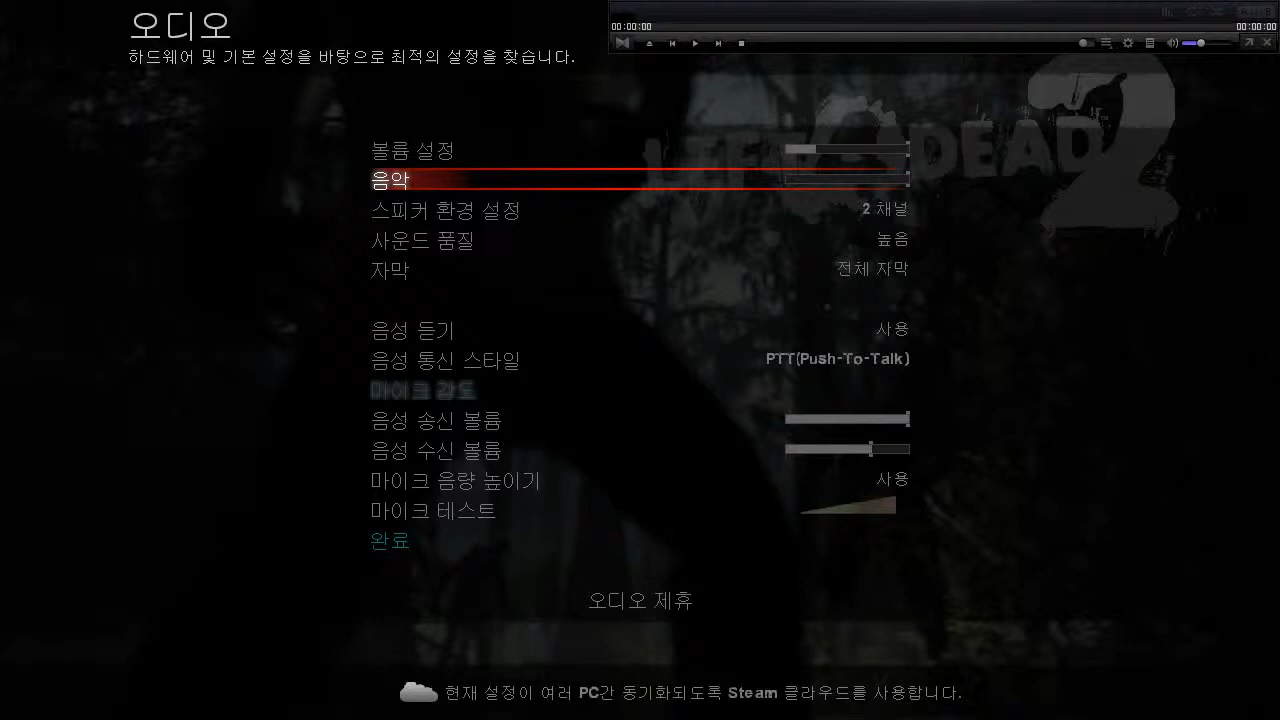 오디오
하드웨어 및 기본 설정을 바탕으로 최적의 설정을 찾습니다.
00:00:00 00:00:00
LEFT 4 DEAD 2
볼륨 설정
음악
스피커 환경 설정 2 채널
사운드 품질 높음
자막 전체 자막
음성 듣기 사용
음성 통신 스타일 PTT(Push-To-Talk)
마이크 감도
음성 송신 볼륨
음성 수신 볼륨
마이크 음량 높이기 사용
마이크 테스트
완료
오디오 제휴
현재 설정이 여러 PC간 동기화되도록 Steam 클라우드를 사용합니다.